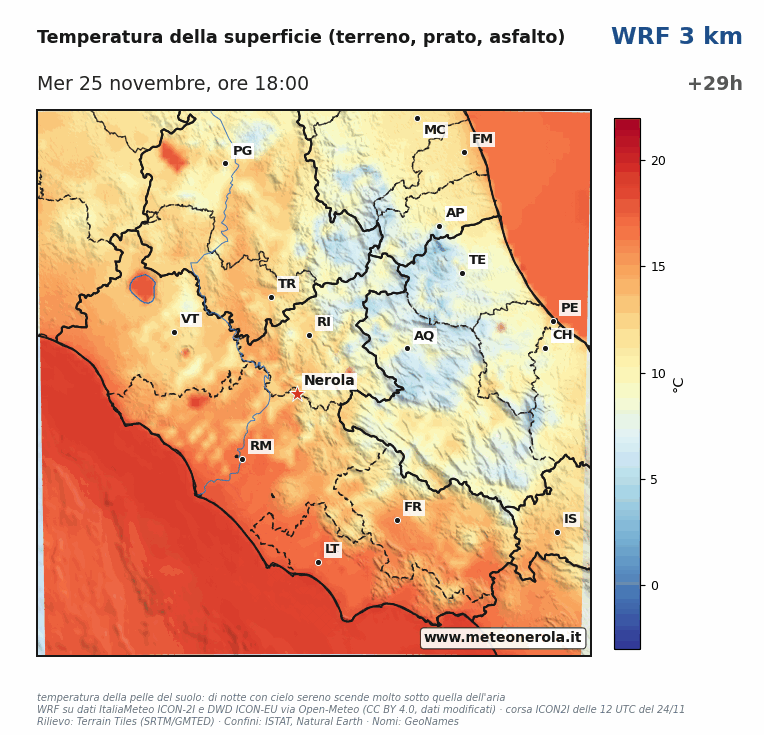 Temperatura della superficie (terreno, prato, asfalto)
WRF 3 km
Mer 25 novembre, ore 18:00
+29h
MC
FM
PG
AP
TE
TR
PE
VT
RI
AQ
CH
Nerola
RM
FR
IS
LT
www.meteonerola.it
20
15
10
5
0
°C
temperatura della pelle del suolo: di notte con cielo sereno scende molto sotto quella dell'aria
WRF su dati ItaliaMeteo ICON-2I e DWD ICON-EU via Open-Meteo (CC BY 4.0, dati modificati) · corsa ICON2I delle 12 UTC del 24/11
Rilievo: Terrain Tiles (SRTM/GMTED) · Confini: ISTAT, Natural Earth · Nomi: GeoNames